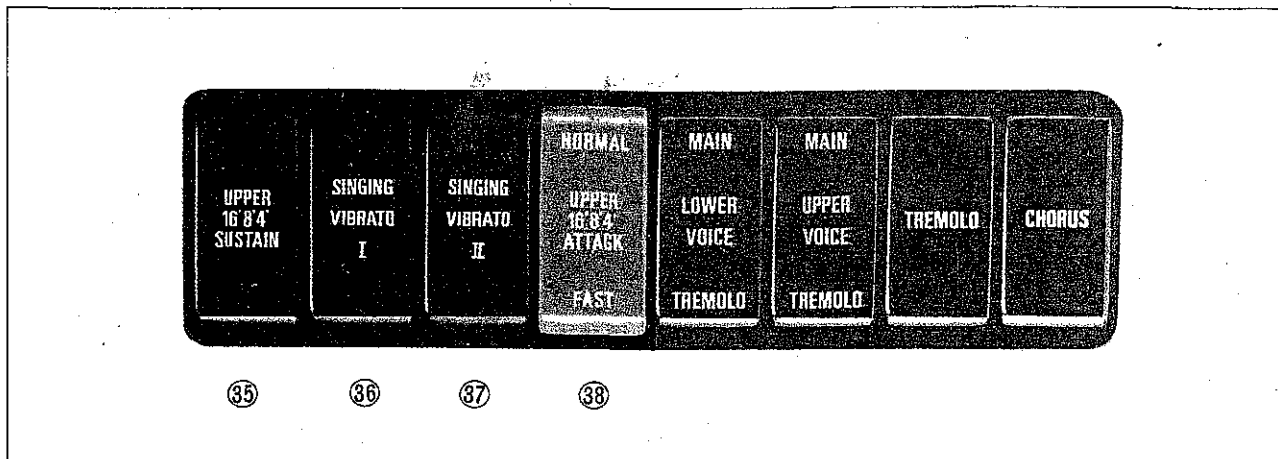 UPPER
16' 8' 4'
SUSTAIN
SINGING
VIBRATO
I
SINGING
VIBRATO
II
NORMAL
UPPER
16' 8' 4'
ATTACK
FAST
MAIN
LOWER
VOICE
TREMOLO
MAIN
UPPER
VOICE
TREMOLO
TREMOLO
CHORUS
㉟ ㊱ ㊲ ㊳